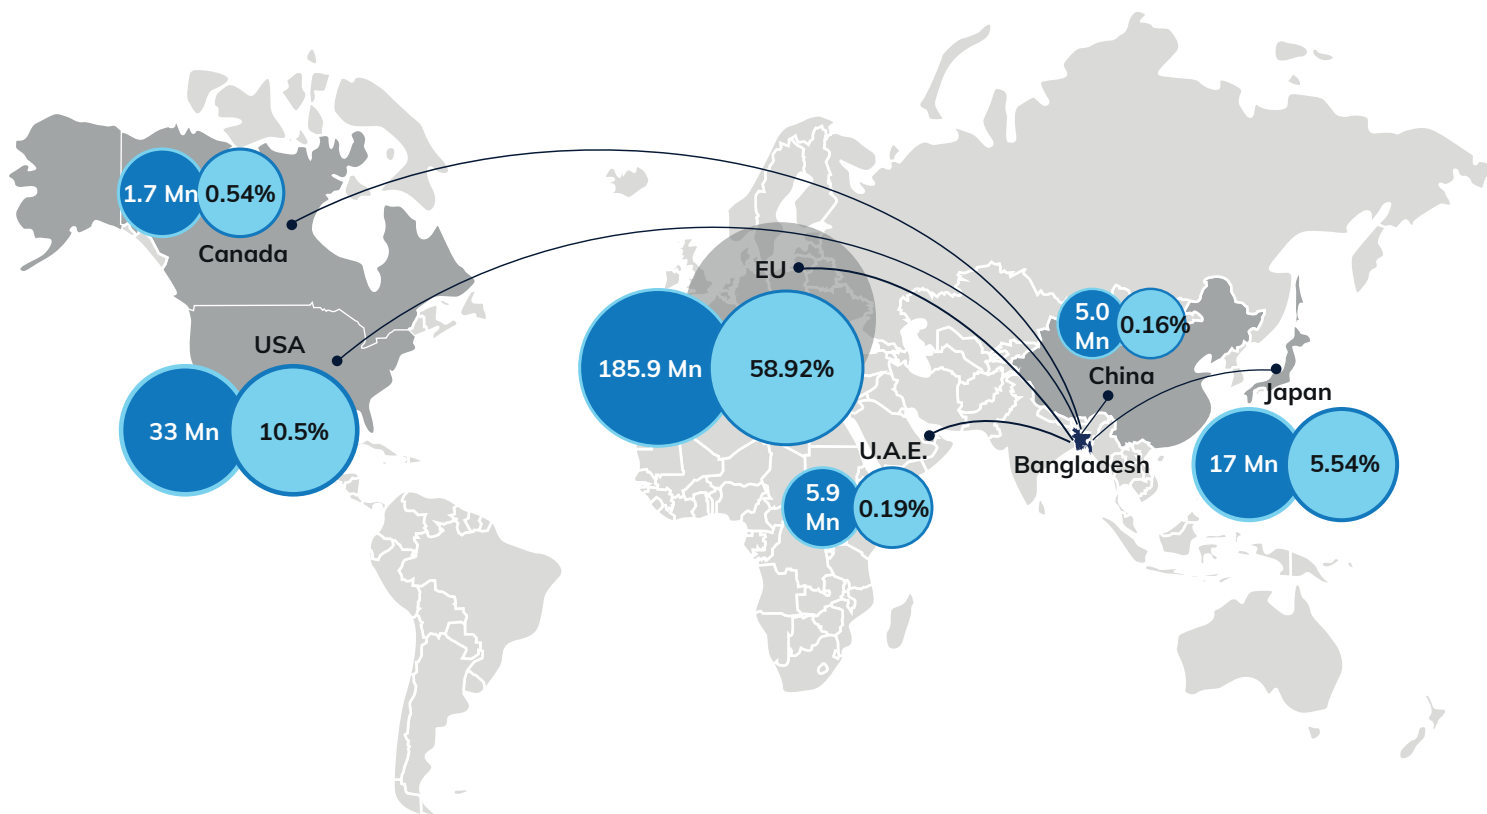 1.7 Mn
0.54%
Canada
USA
33 Mn
10.5%
EU
185.9 Mn
58.92%
U.A.E.
5.9
Mn
0.19%
5.0
Mn
0.16%
China
Bangladesh
Japan
17 Mn
5.54%